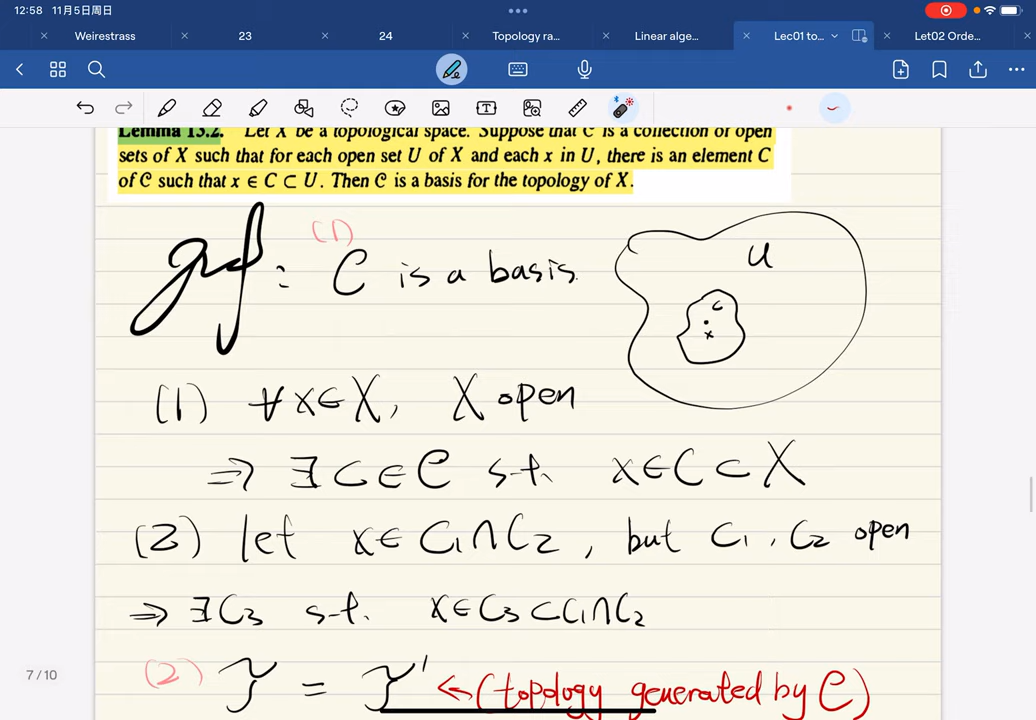 12:58 11月5日周日
Weirestrass 23 24 Topology ra... Linear alge... Lec01 to... Let02 Orde...
Lemma 13.2. Let X be a topological space. Suppose that C is a collection of open
sets of X such that for each open set U of X and each x in U, there is an element C
of C such that x ∈ C ⊂ U. Then C is a basis for the topology of X.
(1)
prf: C is a basis.
U
C
x
(1) ∀x∈X, X open
⇒ ∃C∈C s.t. x∈C⊂X
(2) let x∈C₁∩C₂, but C₁, C₂ open
⇒ ∃C₃ s.t. x∈C₃⊂C₁∩C₂
7 / 10
(2) T = T' ← (topology generated by C)